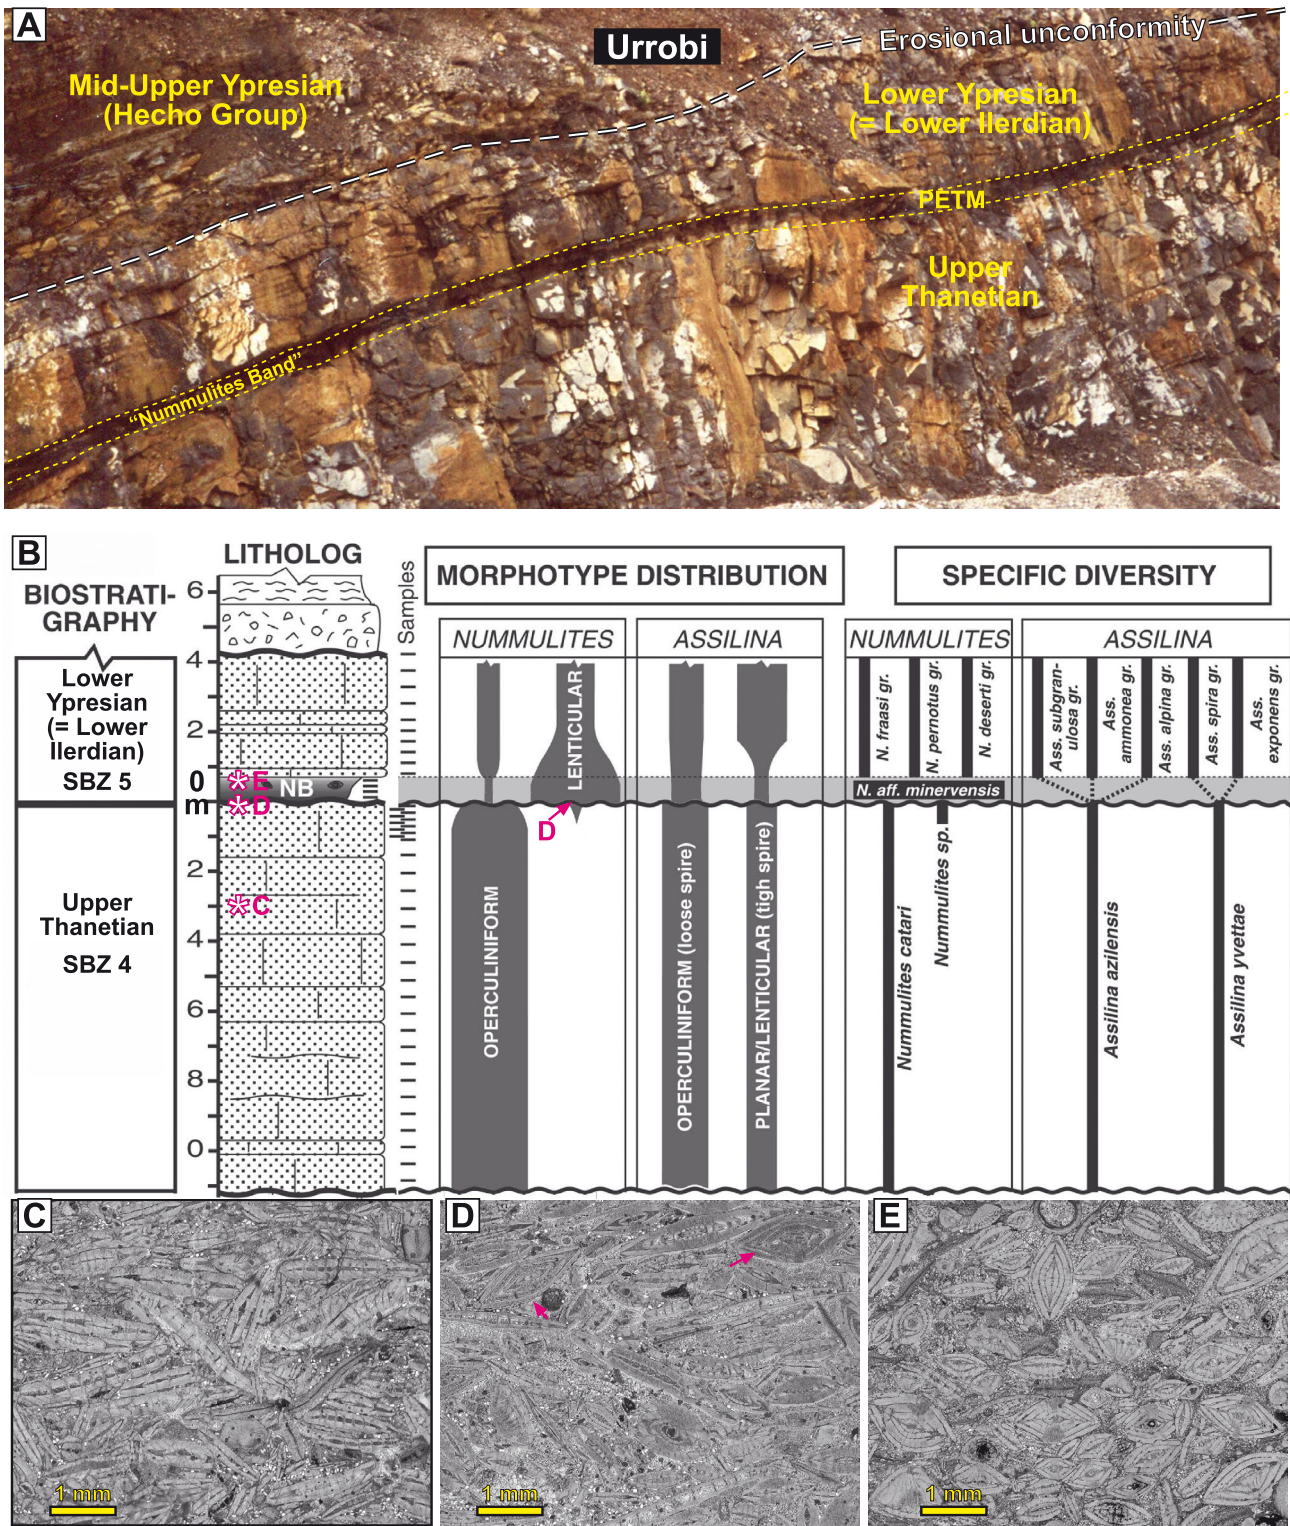 A
Urrobi
Erosional unconformity
Mid-Upper Ypresian
(Hecho Group)
Lower Ypresian
(= Lower Ilerdian)
PETM
Upper
Thanetian
“Nummulites Band”
B
LITHOLOG
BIOSTRATI-
GRAPHY
Samples
MORPHOTYPE DISTRIBUTION
SPECIFIC DIVERSITY
NUMMULITES
ASSILINA
NUMMULITES
ASSILINA
6
4
2
0
m
2
4
6
8
0
Lower
Ypresian
(= Lower
Ilerdian)
SBZ 5
Upper
Thanetian
SBZ 4
E
NB
D
C
OPERCULINIFORM
LENTICULAR
D
OPERCULINIFORM (loose spire)
PLANAR/LENTICULAR (tigh spire)
N. fraasi gr.
N. pernotus gr.
N. deserti gr.
N. aff. minervensis
Nummulites catari
Nummulites sp.
Ass. subgran-
ulosa gr.
Ass.
ammonea gr.
Ass. alpina gr.
Ass. spira gr.
Ass.
exponens gr.
Assilina azilensis
Assilina yvettae
C
1 mm
D
1 mm
E
1 mm